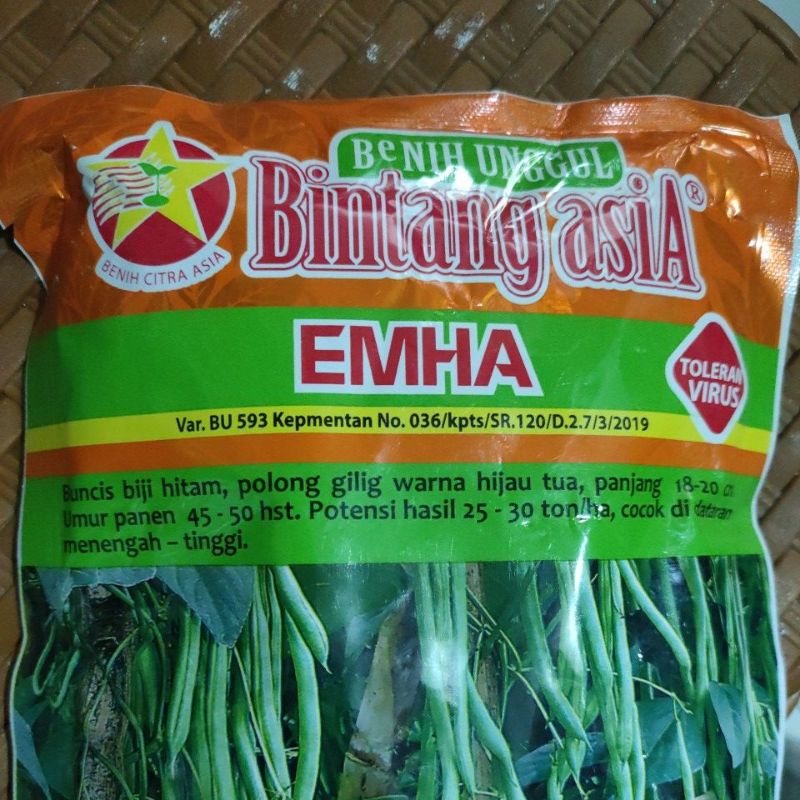 BeNIH UNGGUL
Bintang asiA®
BENIH CITRA ASIA
EMHA
TOLERAN
VIRUS
Var. BU 593 Kepmentan No. 036/kpts/SR.120/D.2.7/3/2019
Buncis biji hitam, polong gilig warna hijau tua, panjang 18-20 c
Umur panen 45 - 50 hst. Potensi hasil 25 - 30 ton/ha, cocok di dataran
menengah – tinggi.